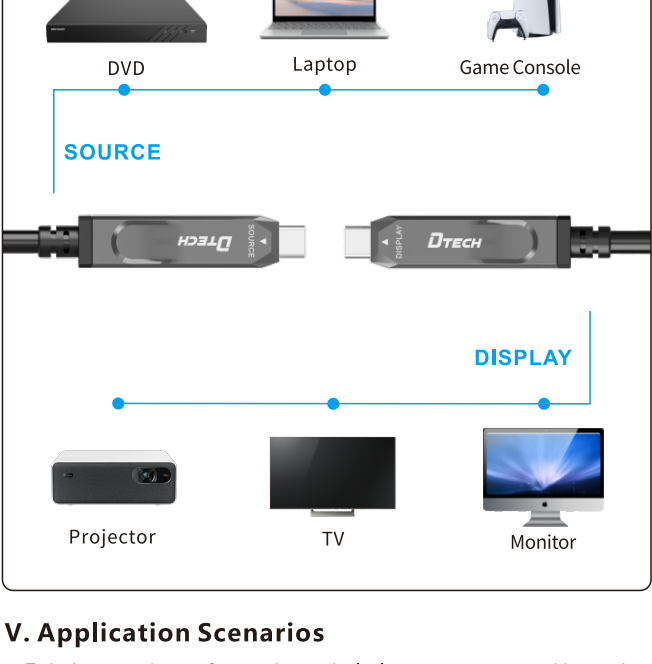 DVD
Laptop
Game Console
SOURCE
DTECH
SOURCE
DISPLAY
DTECH
DISPLAY
Projector
TV
Monitor
V. Application Scenarios